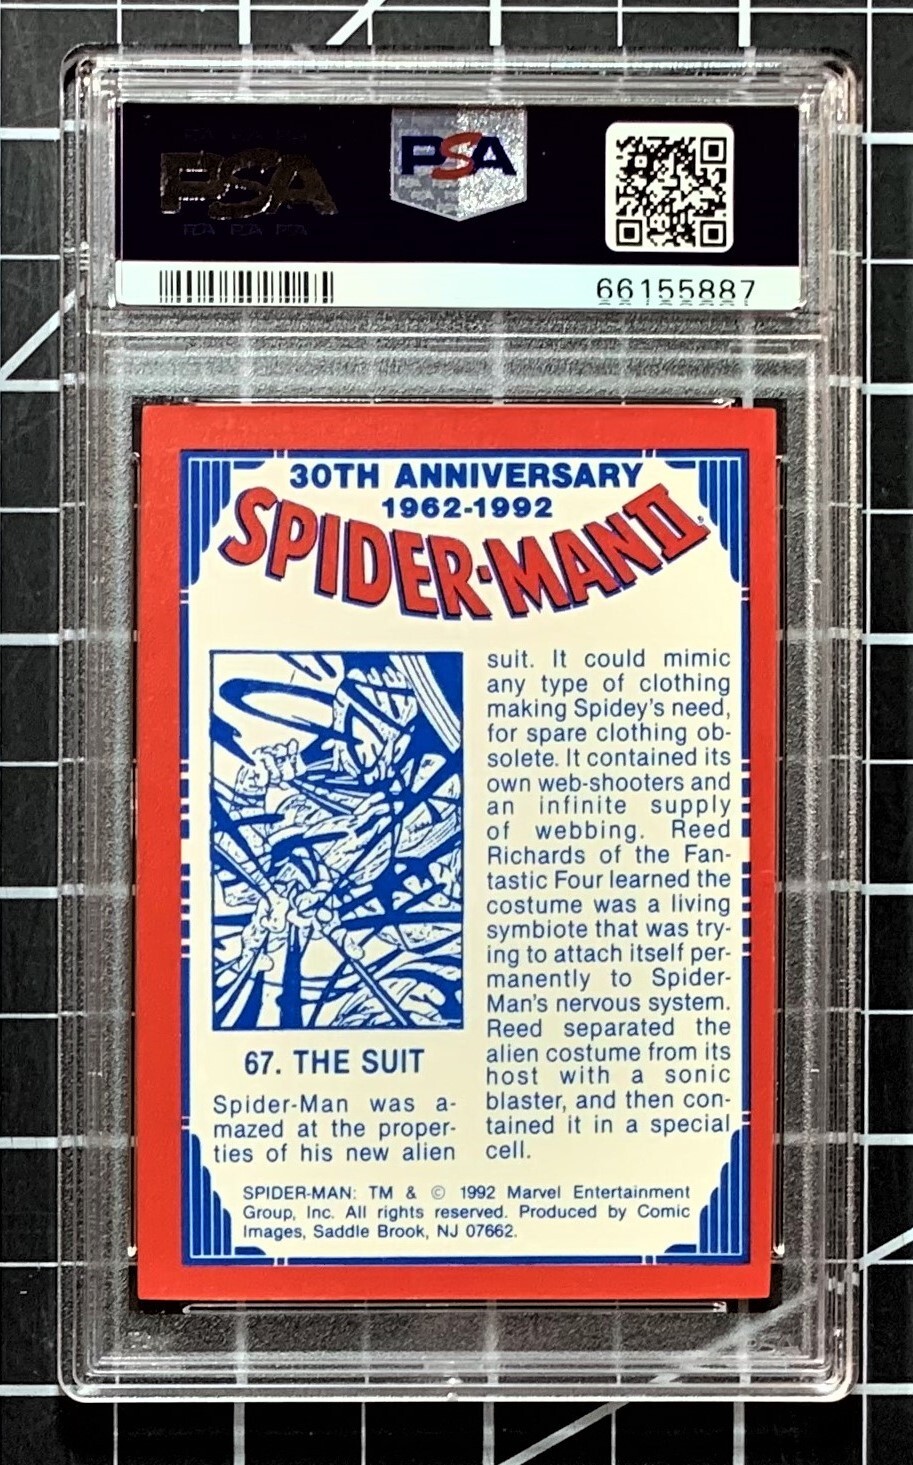 PSA
PSA
66155887
30TH ANNIVERSARY
1962-1992
SPIDER-MAN II
suit. It could mimic
any type of clothing
making Spidey's need,
for spare clothing ob-
solete. It contained its
own web-shooters and
an infinite supply
of webbing. Reed
Richards of the Fan-
tastic Four learned the
costume was a living
symbiote that was try-
ing to attach itself per-
manently to Spider-
Man's nervous system.
Reed separated the
alien costume from its
host with a sonic
blaster, and then con-
tained it in a special
cell.
67. THE SUIT
Spider-Man was a-
mazed at the proper-
ties of his new alien
SPIDER-MAN: TM & © 1992 Marvel Entertainment
Group, Inc. All rights reserved. Produced by Comic
Images, Saddle Brook, NJ 07662.